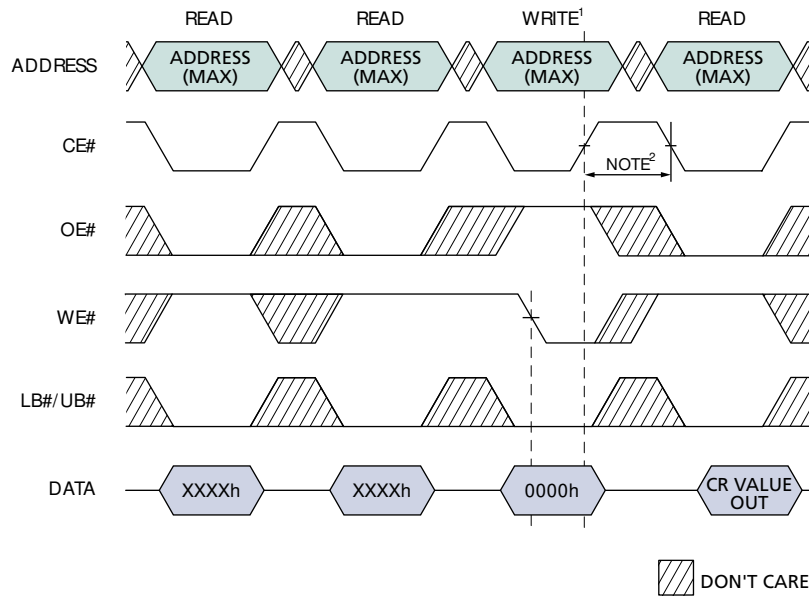 READ READ WRITE¹ READ
ADDRESS ADDRESS (MAX) ADDRESS (MAX) ADDRESS (MAX) ADDRESS (MAX)
CE#
NOTE²
OE#
WE#
LB#/UB#
DATA XXXXh XXXXh 0000h CR VALUE OUT
DON'T CARE